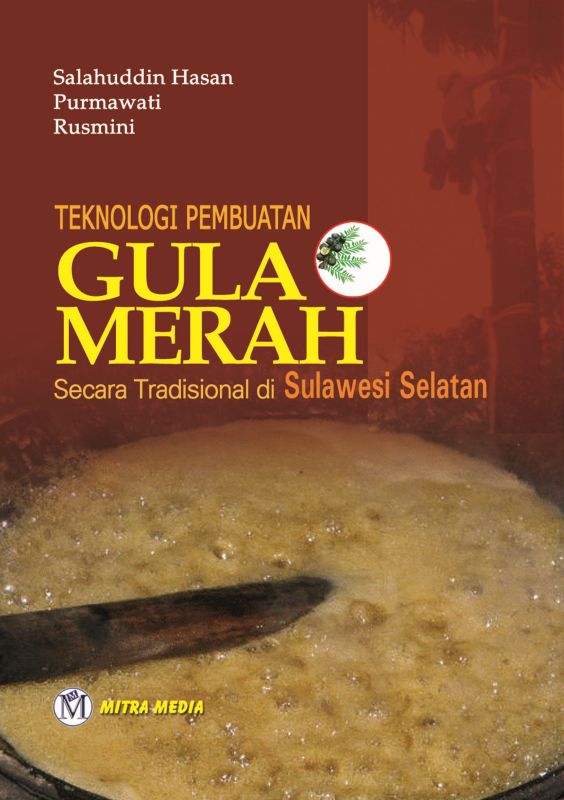 Salahuddin Hasan
Purmawati
Rusmini
TEKNOLOGI PEMBUATAN
GULA
MERAH
Secara Tradisional di Sulawesi Selatan
M
MITRA MEDIA